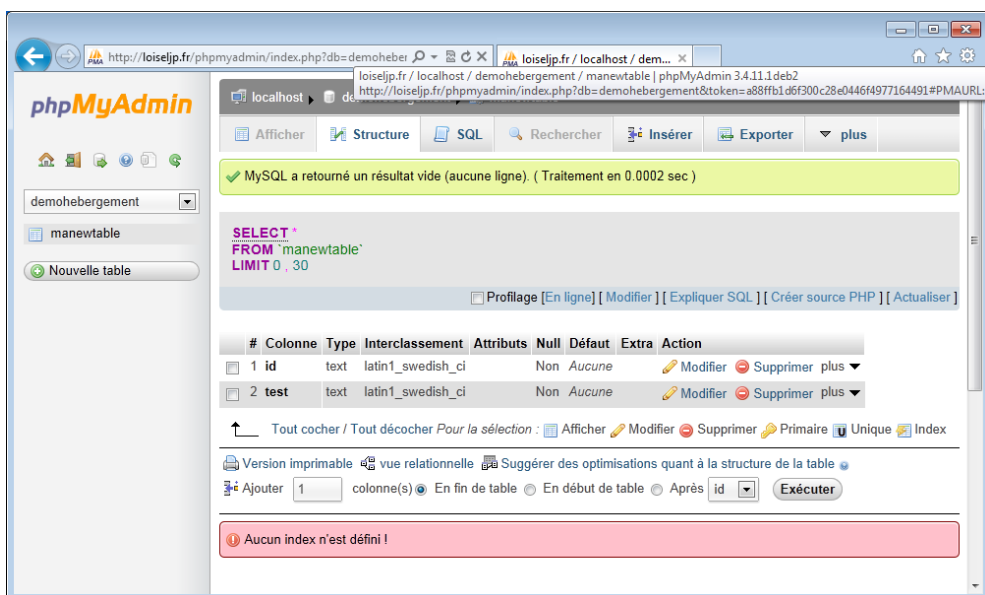 http://loiseljp.fr/phpmyadmin/index.php?db=demoheber
loiseljp.fr / localhost / dem...
loiseljp.fr / localhost / demohebergement / manewtable | phpMyAdmin 3.4.11.1deb2
http://loiseljp.fr/phpmyadmin/index.php?db=demohebergement&token=a88ffb1d6f300c28e0446f4977164491#PMAURL:
phpMyAdmin
localhost
Afficher Structure SQL Rechercher Insérer Exporter plus
demohebergement
manewtable
Nouvelle table
MySQL a retourné un résultat vide (aucune ligne). ( Traitement en 0.0002 sec )
SELECT *
FROM `manewtable`
LIMIT 0 , 30
Profilage [En ligne] [ Modifier ] [ Expliquer SQL ] [ Créer source PHP ] [ Actualiser ]
# Colonne Type Interclassement Attributs Null Défaut Extra Action
1 id text latin1_swedish_ci Non Aucune Modifier Supprimer plus
2 test text latin1_swedish_ci Non Aucune Modifier Supprimer plus
Tout cocher / Tout décocher Pour la sélection : Afficher Modifier Supprimer Primaire Unique Index
Version imprimable vue relationnelle Suggérer des optimisations quant à la structure de la table
Ajouter 1 colonne(s) En fin de table En début de table Après id Exécuter
Aucun index n'est défini !